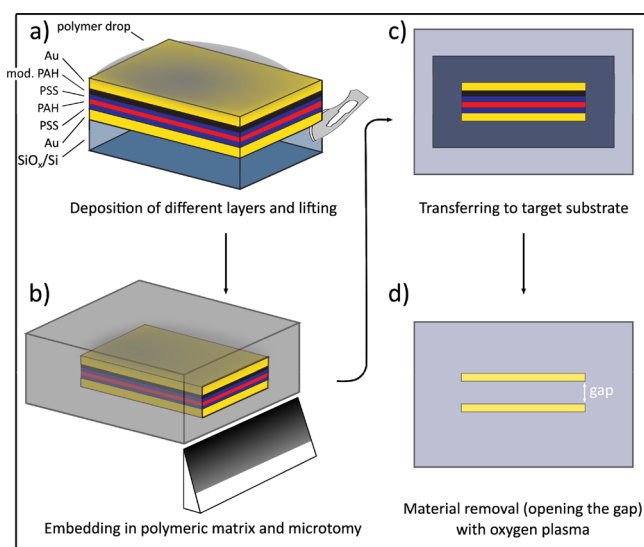 a)
polymer drop
Au
mod. PAH
PSS
PAH
PSS
Au
SiOx/Si
Deposition of different layers and lifting
b)
Embedding in polymeric matrix and microtomy
c)
Transferring to target substrate
d)
gap
Material removal (opening the gap)
with oxygen plasma